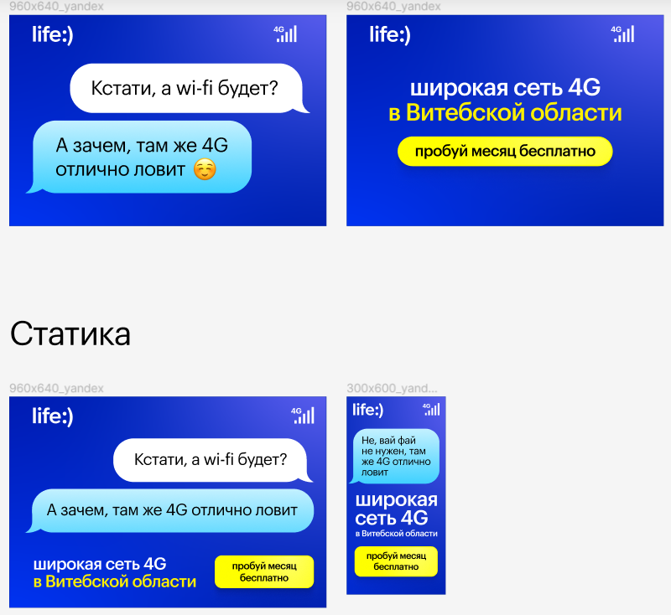 960x640_yandex
life:)
4G
Кстати, а wi-fi будет?
А зачем, там же 4G
отлично ловит
960x640_yandex
life:)
4G
широкая сеть 4G
в Витебской области
пробуй месяц бесплатно
Статика
960x640_yandex
life:)
4G
Кстати, а wi-fi будет?
А зачем, там же 4G отлично ловит
широкая сеть 4G
в Витебской области
пробуй месяц
бесплатно
300x600_yand...
life:)
4G
Не, вай фай
не нужен, там
же 4G отлично
ловит
широкая
сеть 4G
в Витебской области
пробуй месяц
бесплатно